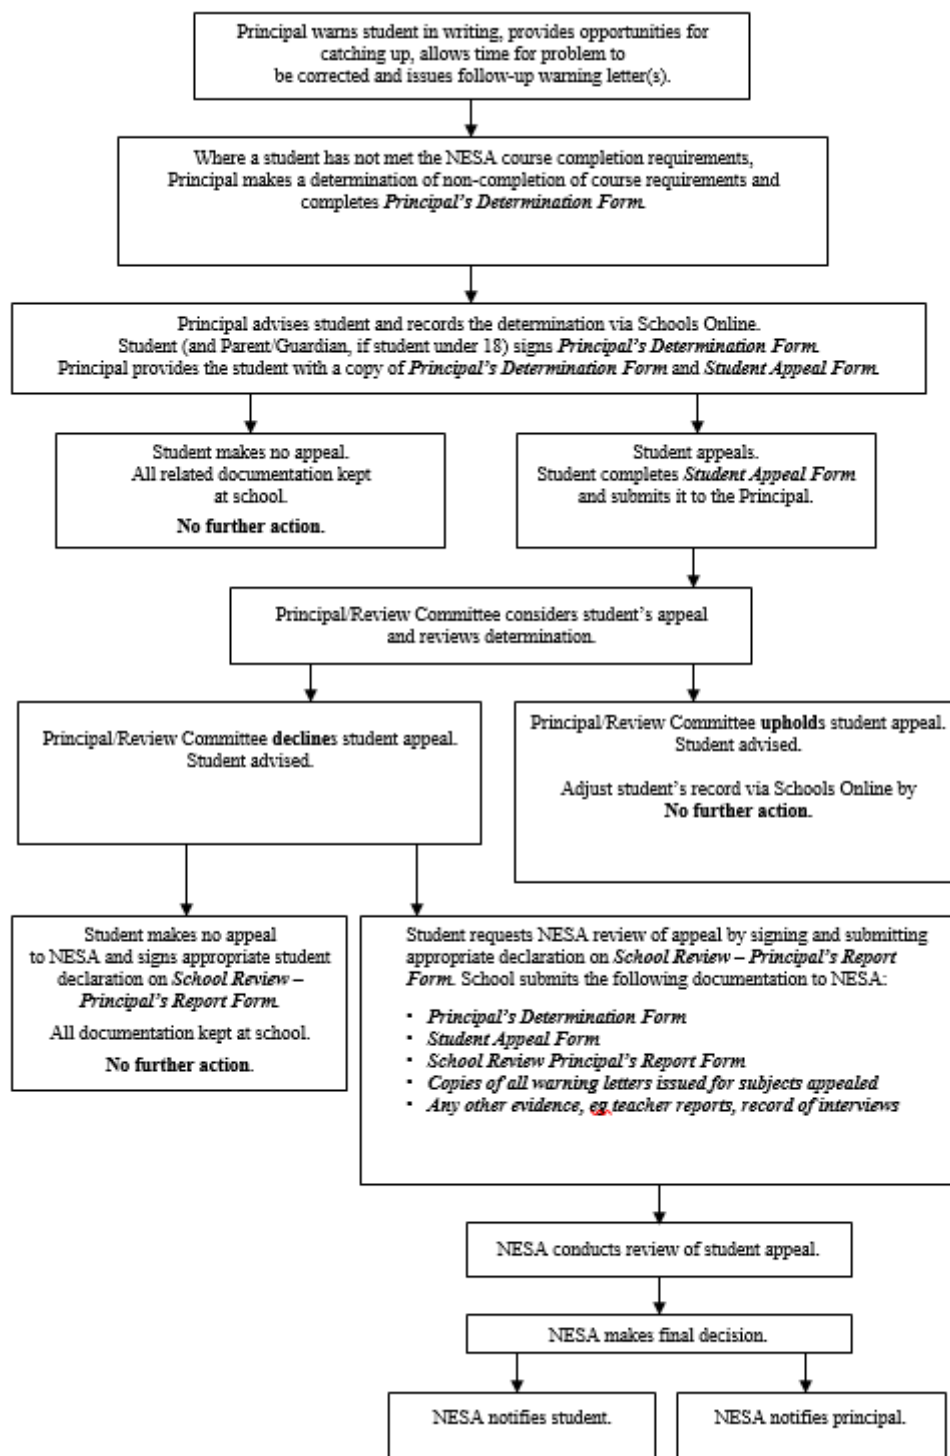 Principal warns student in writing, provides opportunities for
catching up, allows time for problem to
be corrected and issues follow-up warning letter(s).
Where a student has not met the NESA course completion requirements,
Principal makes a determination of non-completion of course requirements and
completes Principal's Determination Form.
Principal advises student and records the determination via Schools Online.
Student (and Parent/Guardian, if student under 18) signs Principal's Determination Form.
Principal provides the student with a copy of Principal's Determination Form and Student Appeal Form.
Student makes no appeal.
All related documentation kept
at school.
No further action.
Student appeals.
Student completes Student Appeal Form
and submits it to the Principal.
Principal/Review Committee considers student's appeal
and reviews determination.
Principal/Review Committee declines student appeal.
Student advised.
Principal/Review Committee upholds student appeal.
Student advised.
Adjust student's record via Schools Online by
No further action.
Student makes no appeal
to NESA and signs appropriate student
declaration on School Review –
Principal's Report Form.
All documentation kept at school.
No further action.
Student requests NESA review of appeal by signing and submitting
appropriate declaration on School Review – Principal's Report
Form. School submits the following documentation to NESA:
• Principal's Determination Form
• Student Appeal Form
• School Review Principal's Report Form
• Copies of all warning letters issued for subjects appealed
• Any other evidence, eg teacher reports, record of interviews
NESA conducts review of student appeal.
NESA makes final decision.
NESA notifies student.
NESA notifies principal.